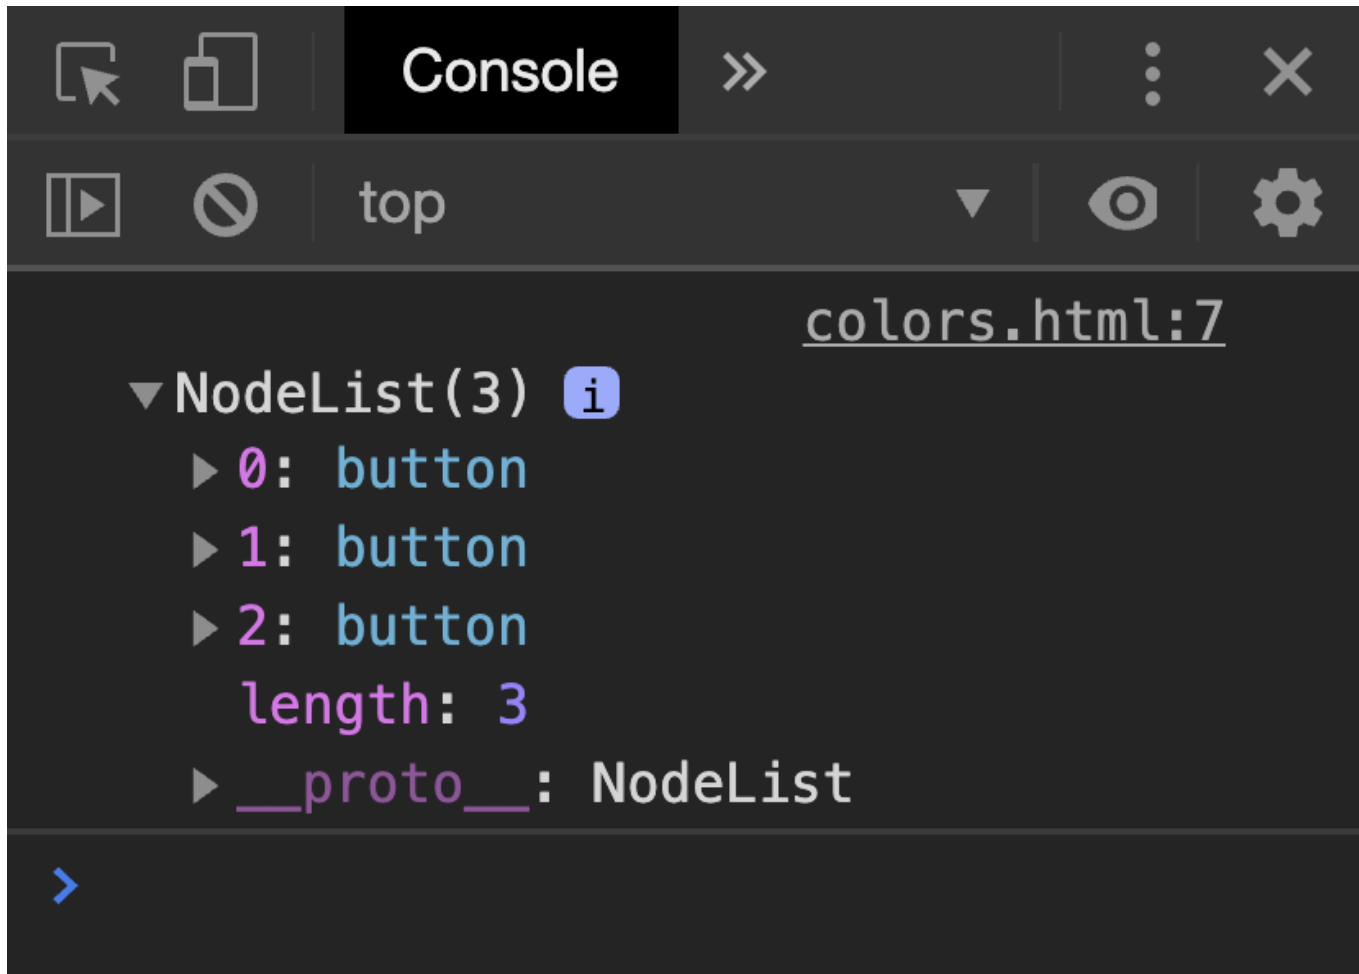 Console
top
colors.html:7
NodeList(3) i
0: button
1: button
2: button
length: 3
__proto__: NodeList